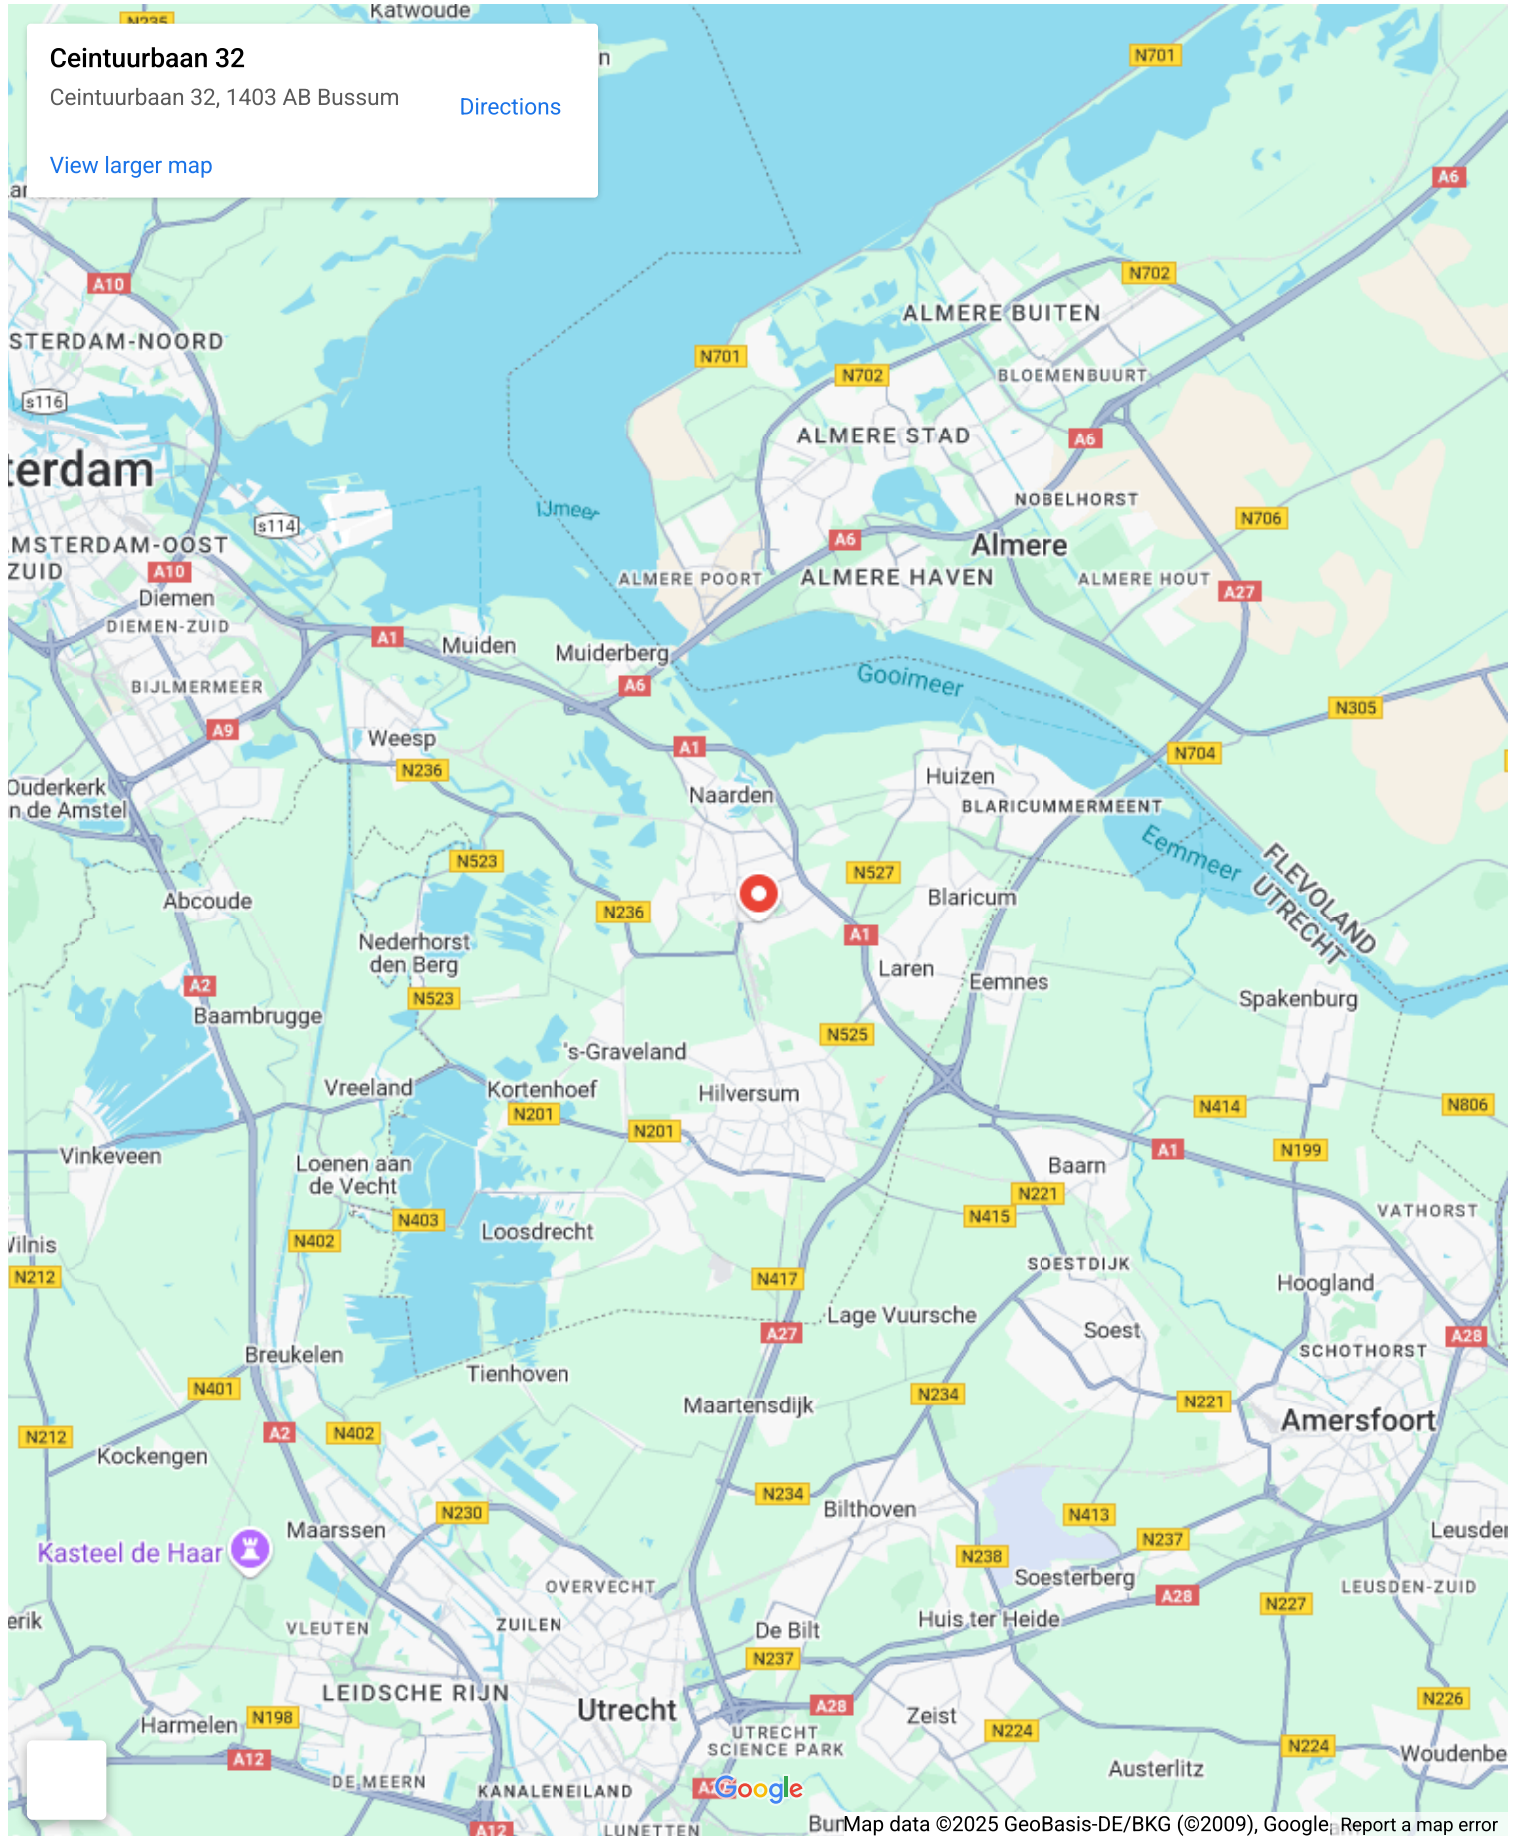 Ceintuurbaan 32
Ceintuurbaan 32, 1403 AB Bussum
Directions
View larger map
Katwoude
N235
N701
A6
A10
N702
ALMERE BUITEN
STERDAM-NOORD
N701
N702
BLOEMENBUURT
s116
ALMERE STAD
A6
terdam
NOBELHORST
IJmeer
s114
N706
A6
Almere
MSTERDAM-OOST
ZUID
A10
ALMERE POORT
ALMERE HAVEN
ALMERE HOUT
A27
Diemen
DIEMEN-ZUID
A1
Muiden
Muiderberg
Gooimeer
BIJLMERMEER
A6
N305
A9
Weesp
A1
N704
N236
Huizen
Ouderkerk
n de Amstel
Naarden
BLARICUMMERMEENT
Eemmeer
N523
N527
FLEVOLAND
UTRECHT
Abcoude
N236
Blaricum
A1
Nederhorst
den Berg
Laren
Eemnes
A2
N523
Spakenburg
Baambrugge
N525
's-Graveland
Vreeland
Kortenhoef
Hilversum
N201
N201
N414
N806
A1
N199
Vinkeveen
Loenen aan
de Vecht
Baarn
N221
N415
VATHORST
N403
N402
Loosdrecht
Wilnis
N212
N417
SOESTDIJK
Hoogland
Lage Vuursche
A27
Soest
A28
SCHOTHORST
Breukelen
Tienhoven
N401
N234
N221
Maartensdijk
Amersfoort
N212
A2
N402
Kockengen
N234
Bilthoven
N230
N413
Maarssen
N237
Leusder
Kasteel de Haar
N238
Soesterberg
OVERVECHT
A28
LEUSDEN-ZUID
N227
erik
VLEUTEN
ZUILEN
De Bilt
Huis ter Heide
N237
LEIDSCHE RIJN
Utrecht
A28
N226
Harmelen
N198
Zeist
N224
UTRECHT
SCIENCE PARK
N224
Woudenbe
A12
DE MEERN
KANALENEILAND
Google
Austerlitz
A12
LUNETTEN
Bun
Map data ©2025 GeoBasis-DE/BKG (©2009), Google
Report a map error